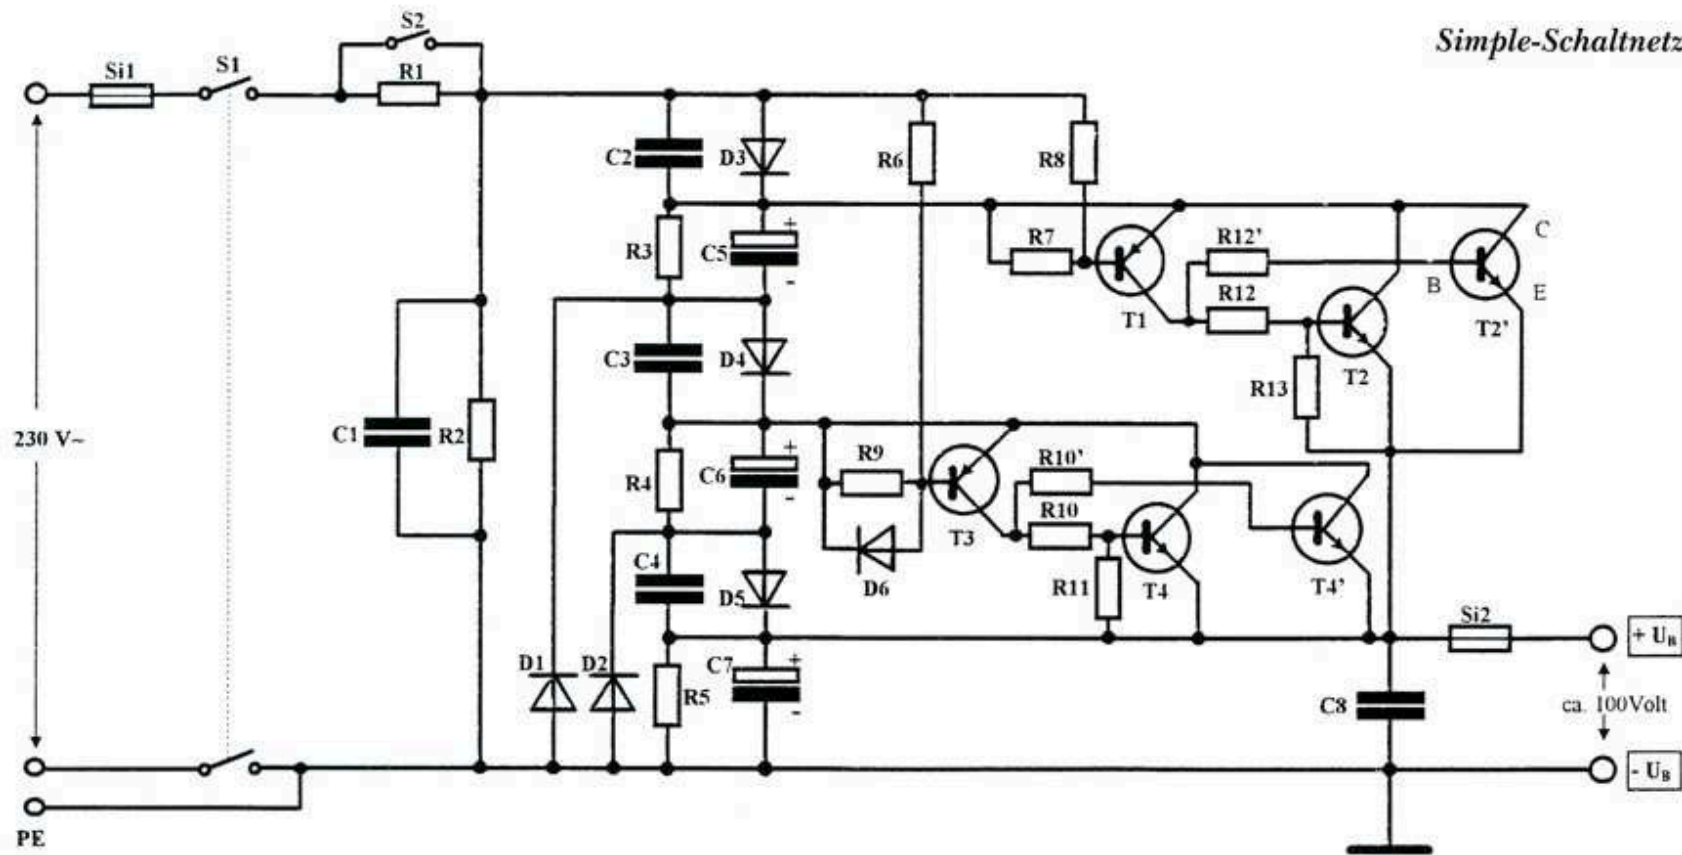 Simple-Schaltnetz
S2
Si1
S1
R1
C2
D3
R6
R8
R3
C5
+
-
R7
R12'
C
B
E
R12
T1
T2'
C3
D4
R13
T2
230 V~
C1
R2
R4
C6
+
-
R9
R10'
R10
T3
C4
D5
D6
R11
T4
T4'
Si2
+ UB
D1
D2
C7
+
-
R5
C8
ca. 100Volt
- UB
PE